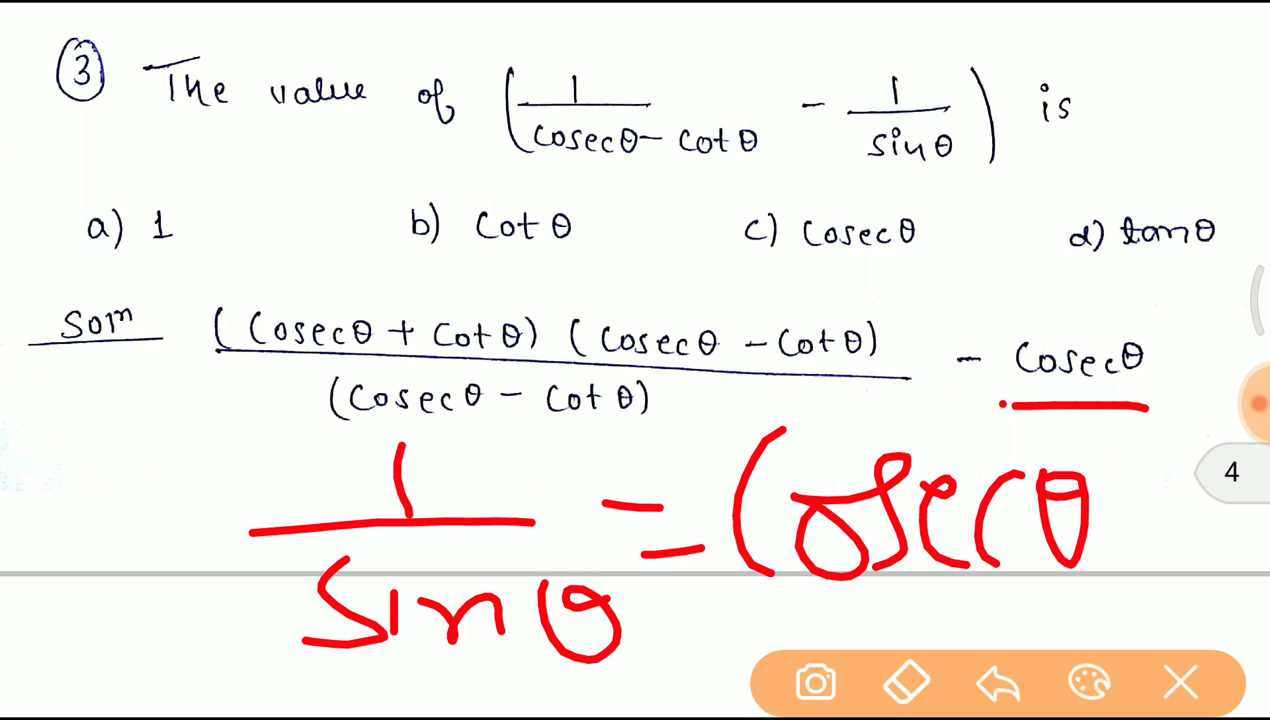 ③ The value of (1/(cosecθ - cotθ) - 1/sinθ) is
a) 1 b) cotθ c) cosecθ d) tanθ
Som (cosecθ + cotθ) (cosecθ - cotθ)/(cosecθ - cotθ) - cosecθ
1/sinθ = cosecθ
4